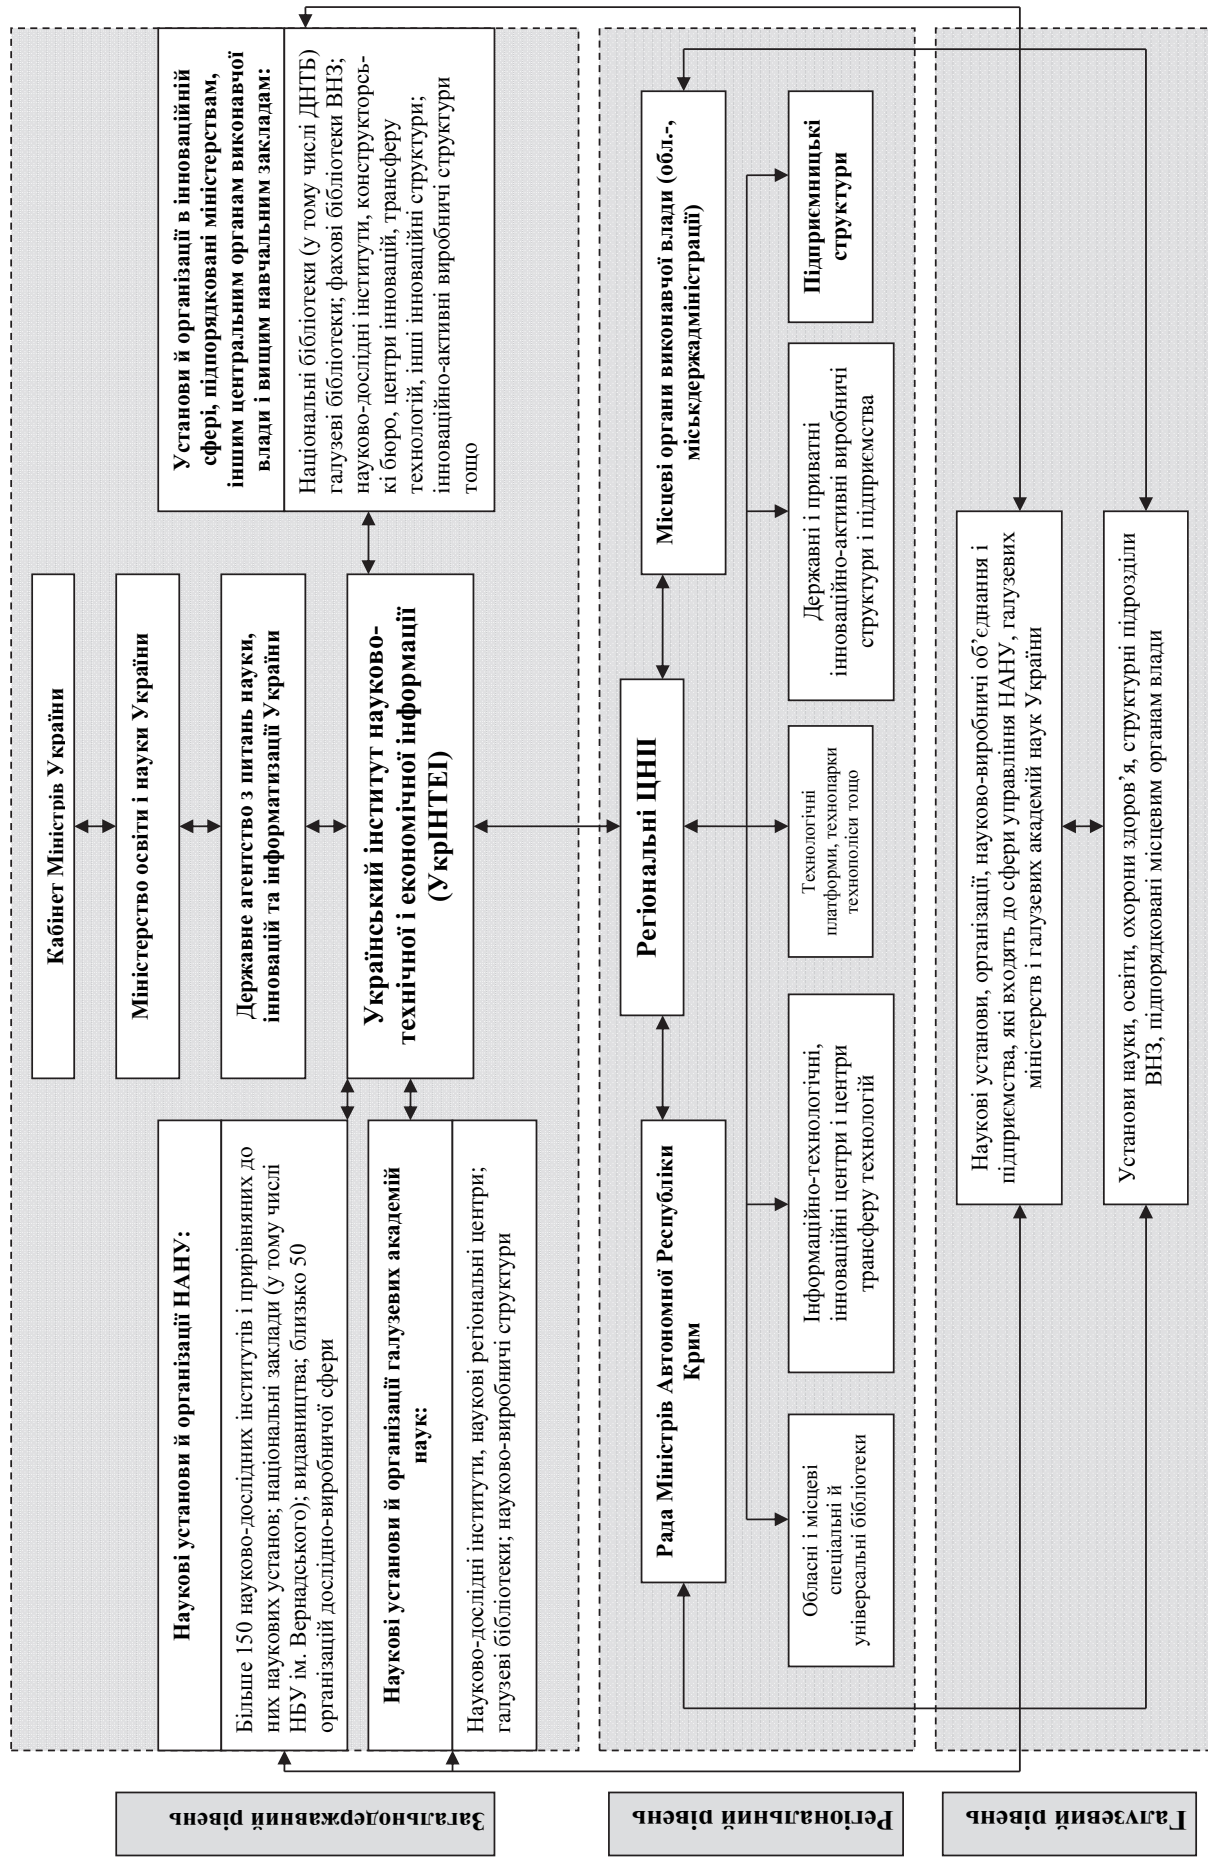 Загальнодержавний рівень
Кабінет Міністрів України
Міністерство освіти і науки України
Державне агентство з питань науки,
інновацій та інформатизації України
Український інститут науково-
технічної і економічної інформації
(УкрІНТЕІ)
Наукові установи й організації НАНУ:
Більше 150 науково-дослідних інститутів і прирівняних до
них наукових установ; національні заклади (у тому числі
НБУ ім. Вернадського); видавництва; близько 50
організацій дослідно-виробничої сфери
Наукові установи й організації галузевих академій
наук:
Науково-дослідні інститути, наукові регіональні центри;
галузеві бібліотеки; науково-виробничі структури
Установи й організації в інноваційній
сфері, підпорядковані міністерствам,
іншим центральним органам виконавчої
влади і вищим навчальним закладам:
Національні бібліотеки (у тому числі ДНТБ)
галузеві бібліотеки; фахові бібліотеки ВНЗ;
науково-дослідні інститути, конструкторсь-
кі бюро, центри інновацій, трансферу
технологій, інші інноваційні структури;
інноваційно-активні виробничі структури
тощо
Регіональний рівень
Рада Міністрів Автономної Республіки
Крим
Регіональні ЦНІІ
Місцеві органи виконавчої влади (обл.-,
міськдержадміністрації)
Обласні і місцеві
спеціальні й
універсальні бібліотеки
Інформаційно-технологічні,
інноваційні центри і центри
трансферу технологій
Технологічні
платформи, технопарки
технополіси тощо
Державні і приватні
інноваційно-активні виробничі
структури і підприємства
Підприємницькі
структури
Галузевий рівень
Наукові установи, організації, науково-виробничі об’єднання і
підприємства, які входять до сфери управління НАНУ, галузевих
міністерств і галузевих академій наук України
Установи науки, освіти, охорони здоров’я, структурні підрозділи
ВНЗ, підпорядковані місцевим органам влади